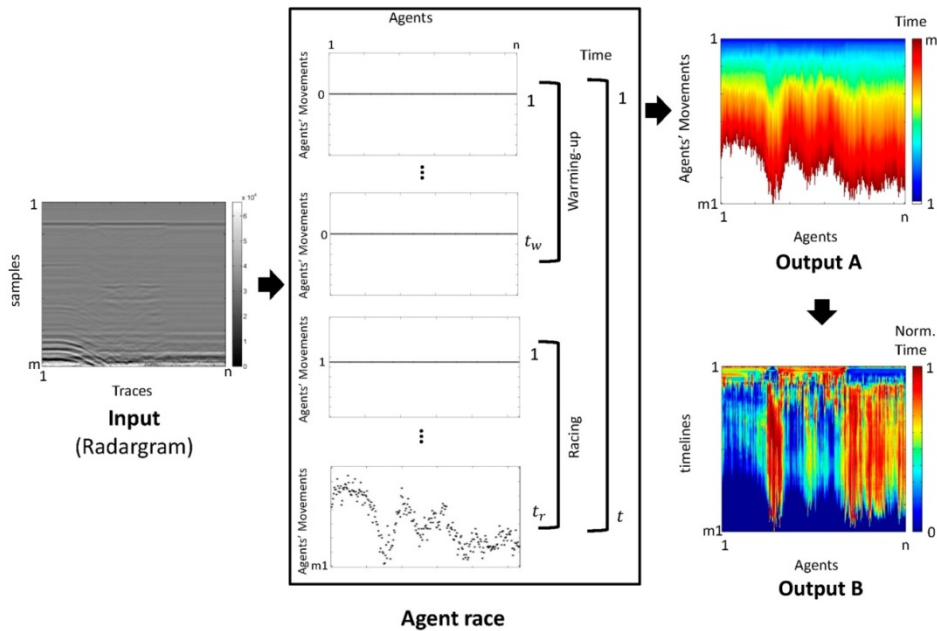 1
samples
m
1
n
Traces
Input
(Radargram)
x 10⁴
6
5
4
3
2
1
0
Agents
1
n
Time
Agents' Movements
0
1
⋮
Agents' Movements
0
t_w
Warming-up
Agents' Movements
1
1
⋮
Agents' Movements
m1
t_r
Racing
1
t
Agent race
Time
1
Agents' Movements
m1
1
n
m
1
Agents
Output A
Norm.
Time
1
timelines
m1
1
n
1
0
Agents
Output B